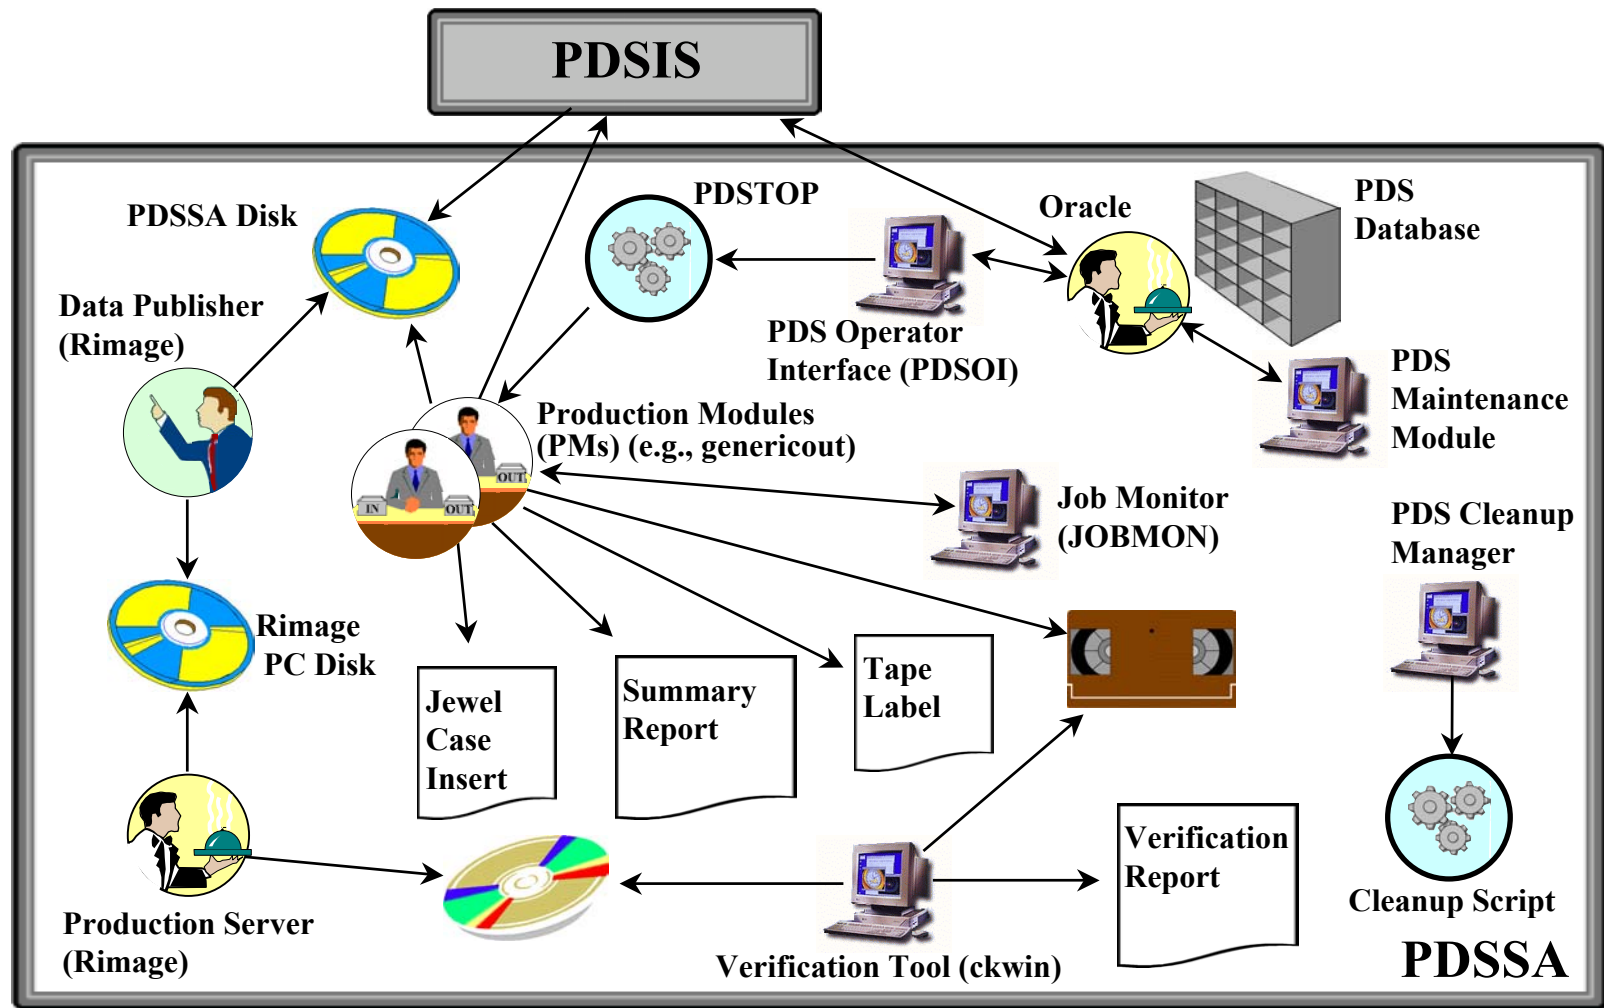 PDSIS
PDSSA Disk
PDSTOP
Oracle
PDS
Database
Data Publisher
(Rimage)
PDS Operator
Interface (PDSOI)
PDS
Maintenance
Module
Production Modules
(PMs) (e.g., genericout)
IN
OUT
OUT
Job Monitor
(JOBMON)
PDS Cleanup
Manager
Rimage
PC Disk
Jewel
Case
Insert
Summary
Report
Tape
Label
Verification
Report
Cleanup Script
Production Server
(Rimage)
Verification Tool (ckwin)
PDSSA